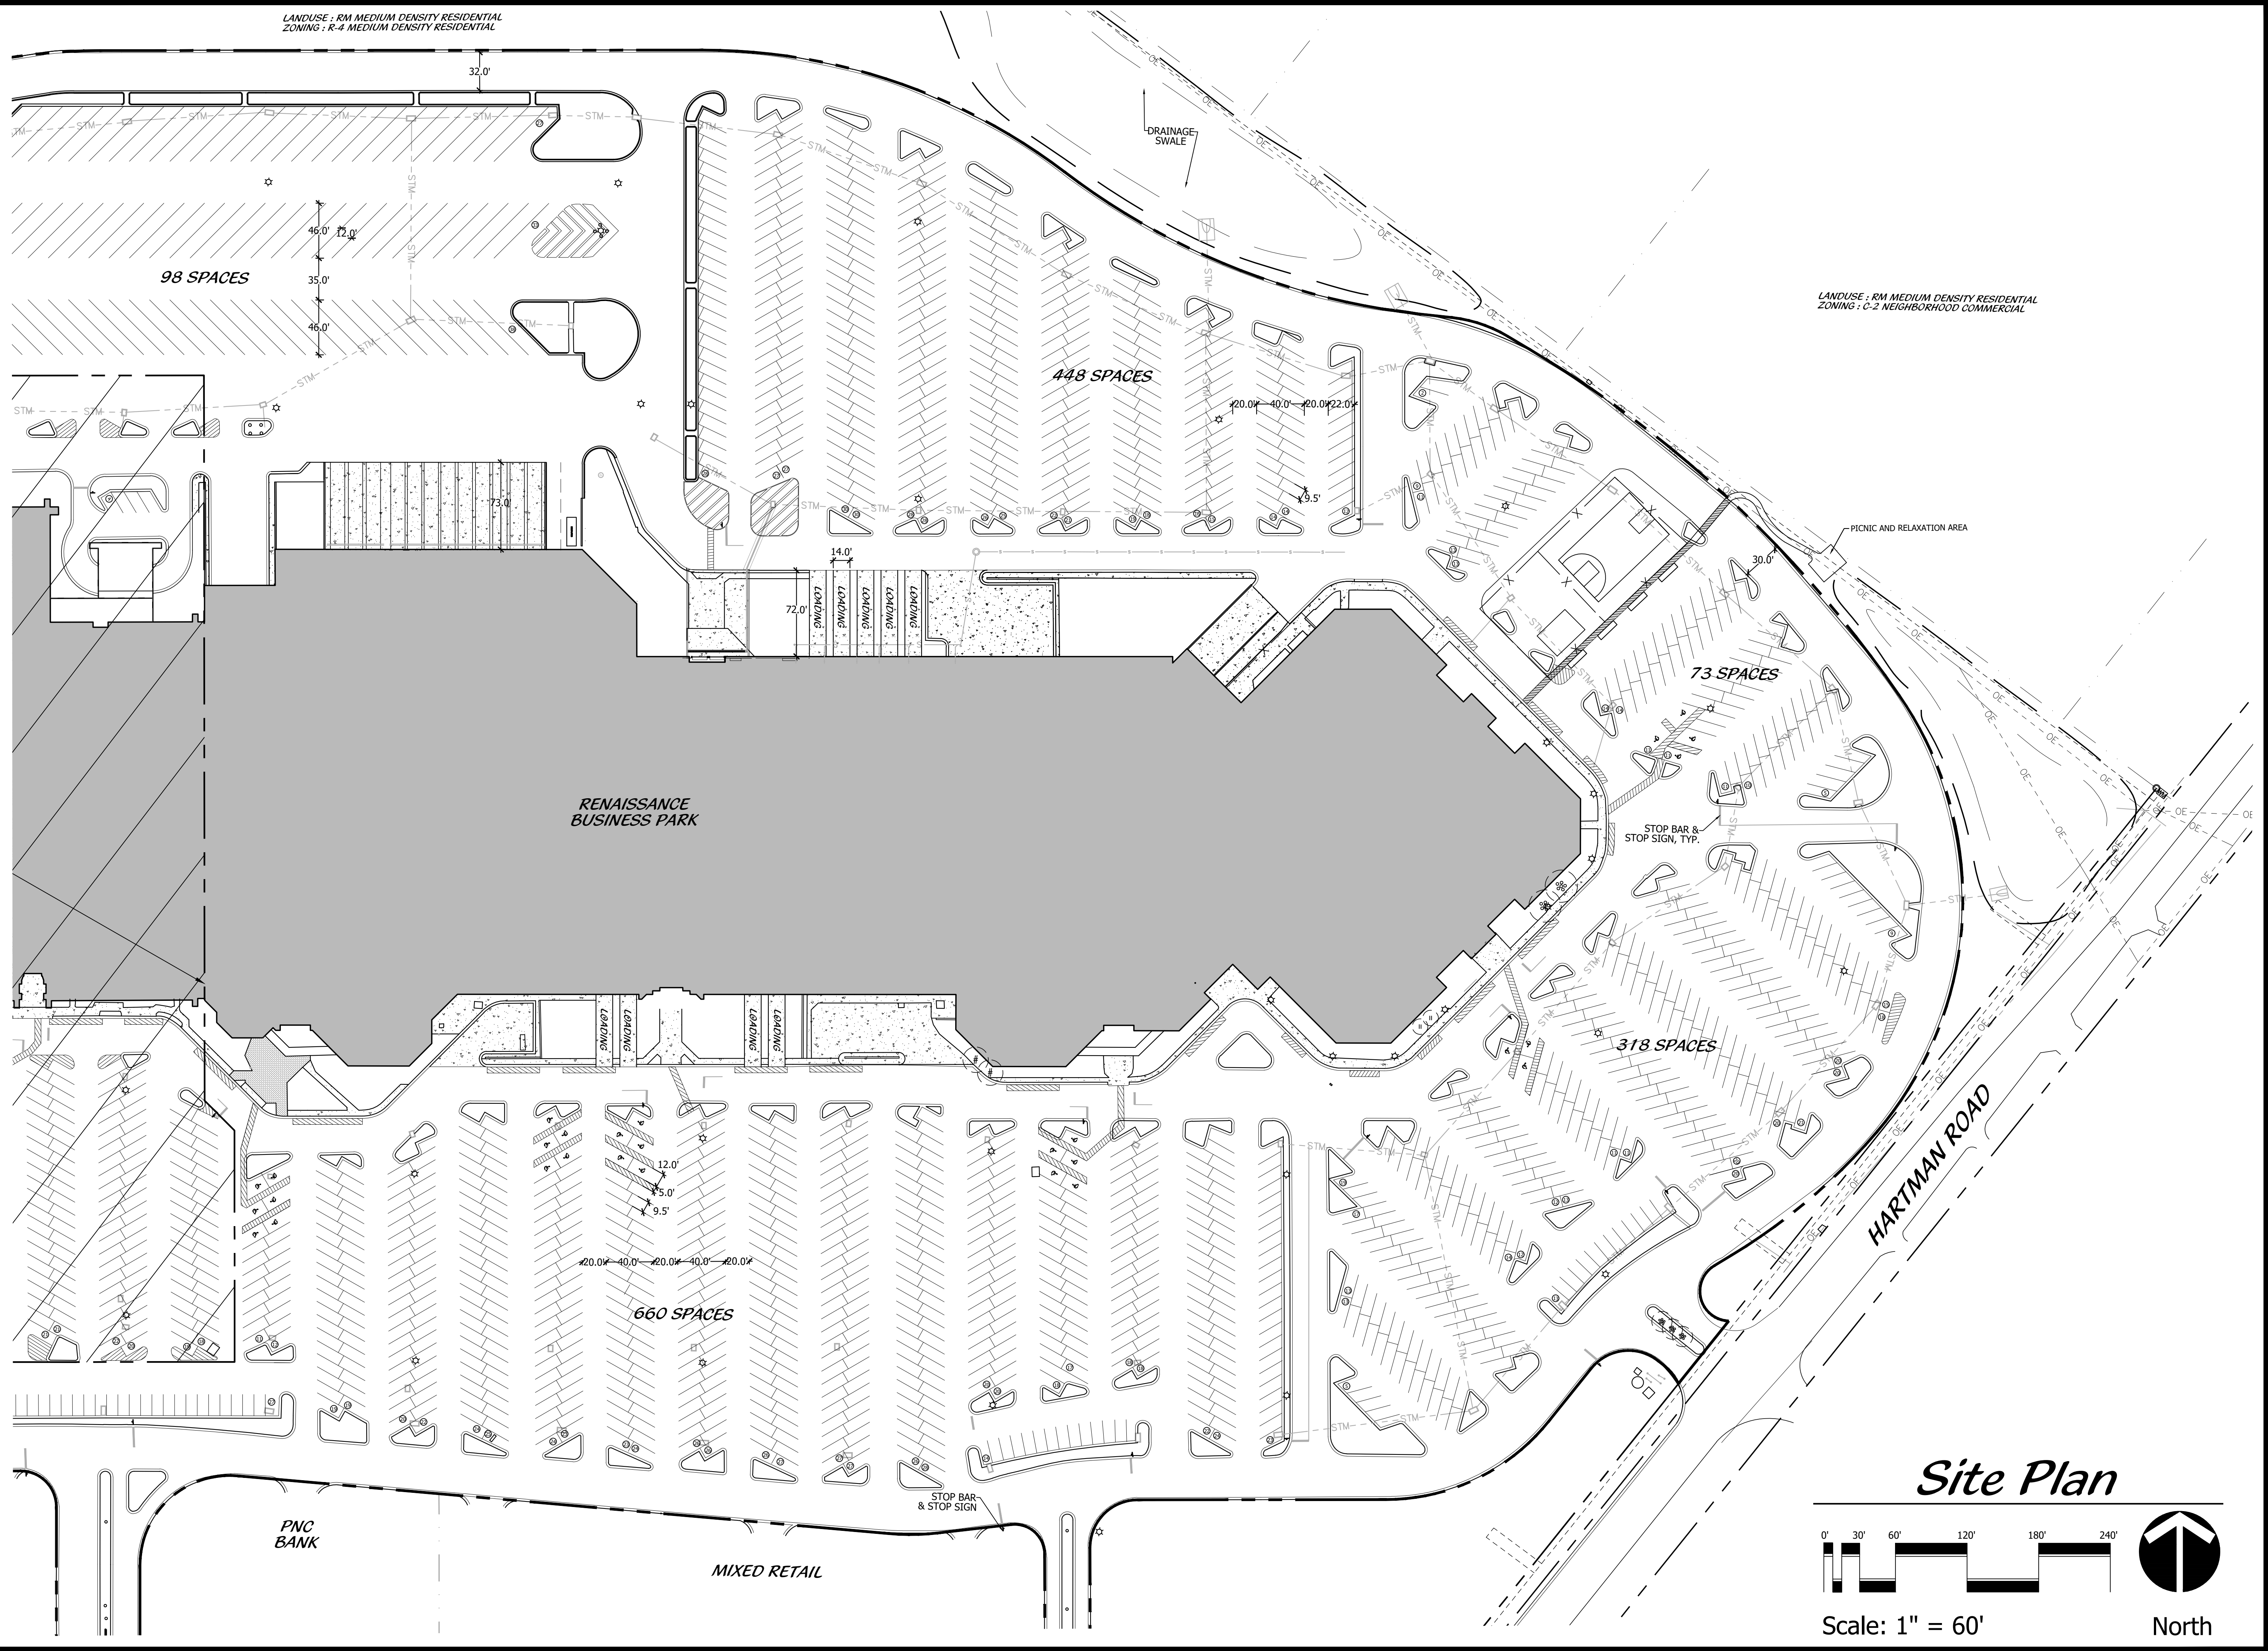 LANDUSE : RM MEDIUM DENSITY RESIDENTIAL
ZONING : R-4 MEDIUM DENSITY RESIDENTIAL
32.0'
DRAINAGE
SWALE
46.0'
12.0'
98 SPACES
35.0'
46.0'
LANDUSE : RM MEDIUM DENSITY RESIDENTIAL
ZONING : C-2 NEIGHBORHOOD COMMERCIAL
448 SPACES
20.0'
40.0'
20.0'
22.0'
9.5'
73.0'
PICNIC AND RELAXATION AREA
30.0'
14.0'
72.0'
LOADING
LOADING
LOADING
LOADING
LOADING
73 SPACES
RENAISSANCE
BUSINESS PARK
STOP BAR &
STOP SIGN, TYP.
LOADING
LOADING
LOADING
LOADING
318 SPACES
HARTMAN ROAD
12.0'
5.0'
9.5'
20.0'
40.0'
20.0'
40.0'
20.0'
660 SPACES
STOP BAR
& STOP SIGN
PNC
BANK
MIXED RETAIL
Site Plan
0' 30' 60' 120' 180' 240'
Scale: 1" = 60'
North